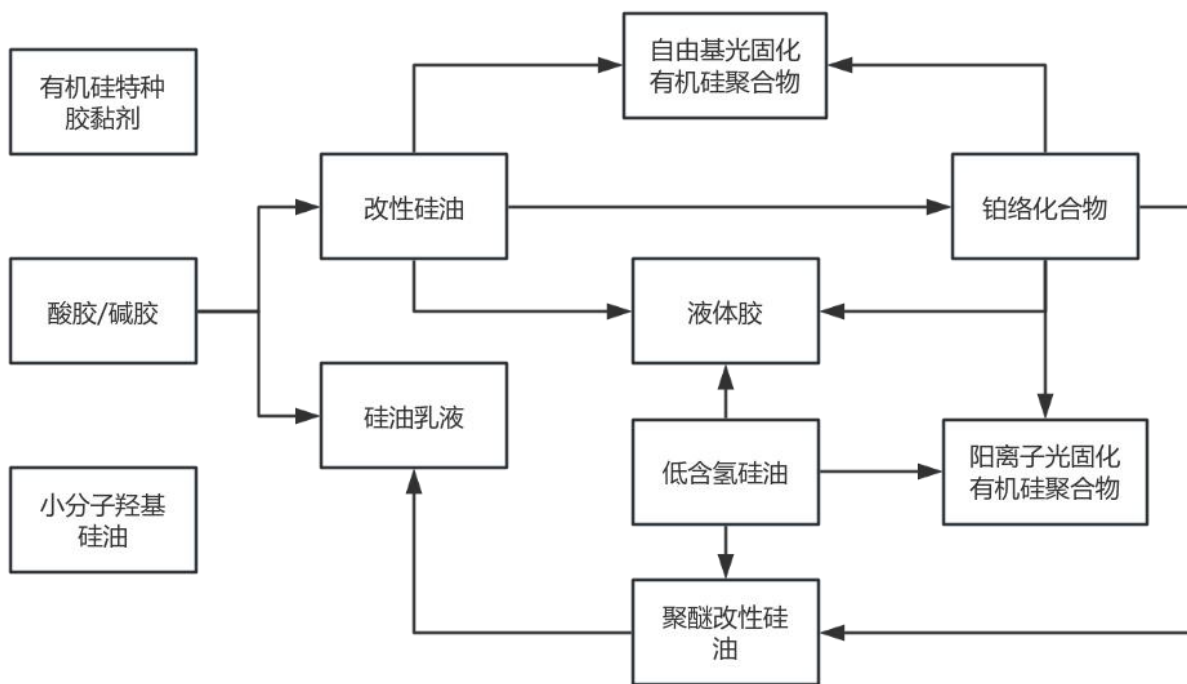 自由基光固化
有机硅聚合物
有机硅特种
胶黏剂
改性硅油
铂络化合物
酸胶/碱胶
液体胶
硅油乳液
低含氢硅油
阳离子光固化
有机硅聚合物
小分子羟基
硅油
聚醚改性硅
油